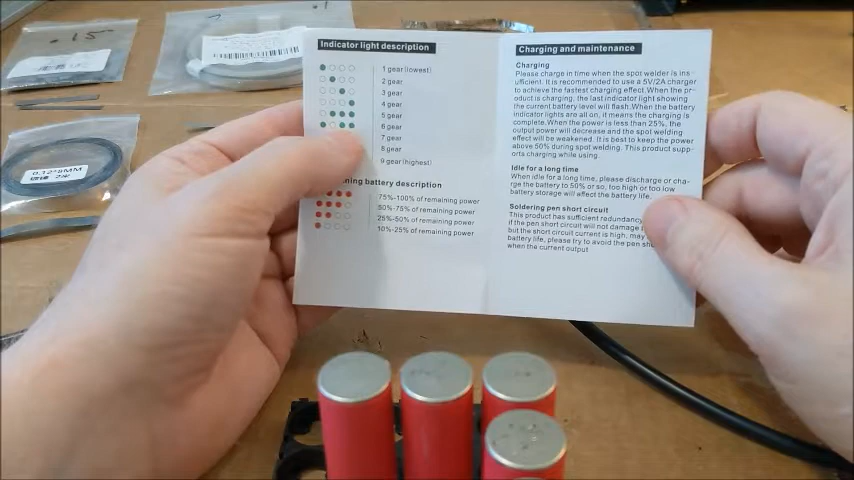 .015
0.12*8MM
Indicator light description
1 gear (lowest)
2 gear
3 gear
4 gear
5 gear
6 gear
7 gear
8 gear
9 gear (highest)
battery description
75%-100% of remaining power
50%-75% of remaining power
25%-50% of remaining power
10%-25% of remaining power
Charging and maintenance
Charging
Please charge in time when the spot welder is ins-
ufficient. It is recommended to use a 5V/2A charger
to achieve the fastest charging effect. When the pr-
oduct is charging, the last indicator light showing
the current battery level will flash. When the battery
indicator lights are all on, it means the charging is
completed. When the power is less than 25%, the
output power will decrease and the spot welding
effect will be weakened. It is best to keep the power
above 50% during spot welding. This product supp-
orts charging while using.
Idle for a long time
When idle for a long time, please discharge or cha-
rge the battery to 50% or so, too high or too low
battery storage will affect the battery life.
Soldering pen short circuit
This product has sufficient redundancy
if the pen short circuit will not damage
but the short circuit current is high,
battery life, please try to avoid the pen
when the current output